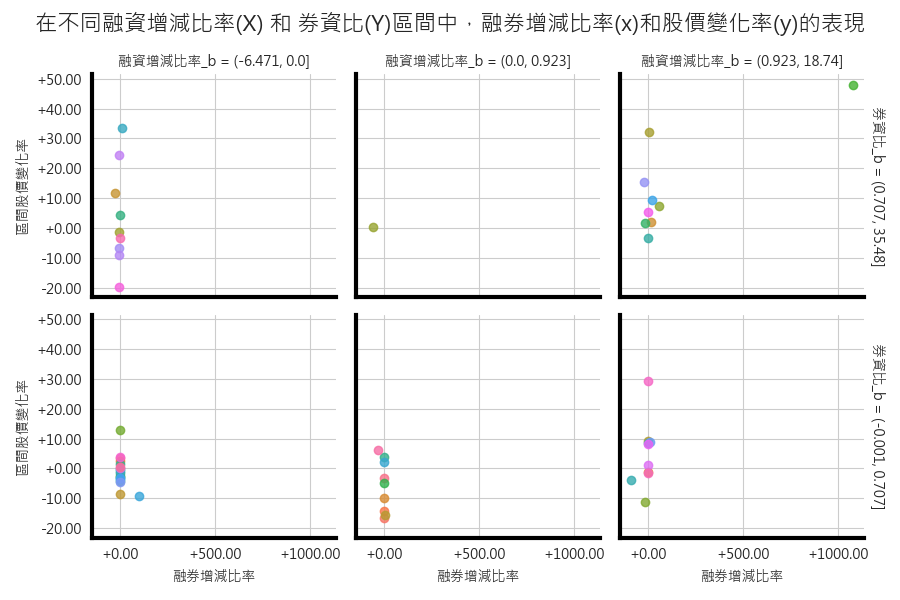 在不同融資增減比率(X) 和 券資比(Y)區間中，融券增減比率(x)和股價變化率(y)的表現
融資增減比率_b = (-6.471, 0.0]
融資增減比率_b = (0.0, 0.923]
融資增減比率_b = (0.923, 18.74]
+50.00
+40.00
+30.00
+20.00
+10.00
+0.00
-10.00
-20.00
區間股價變化率
券資比_b = (0.707, 35.48]
+50.00
+40.00
+30.00
+20.00
+10.00
+0.00
-10.00
-20.00
區間股價變化率
券資比_b = (-0.001, 0.707]
+0.00
+500.00
+1000.00
+0.00
+500.00
+1000.00
+0.00
+500.00
+1000.00
融券增減比率
融券增減比率
融券增減比率